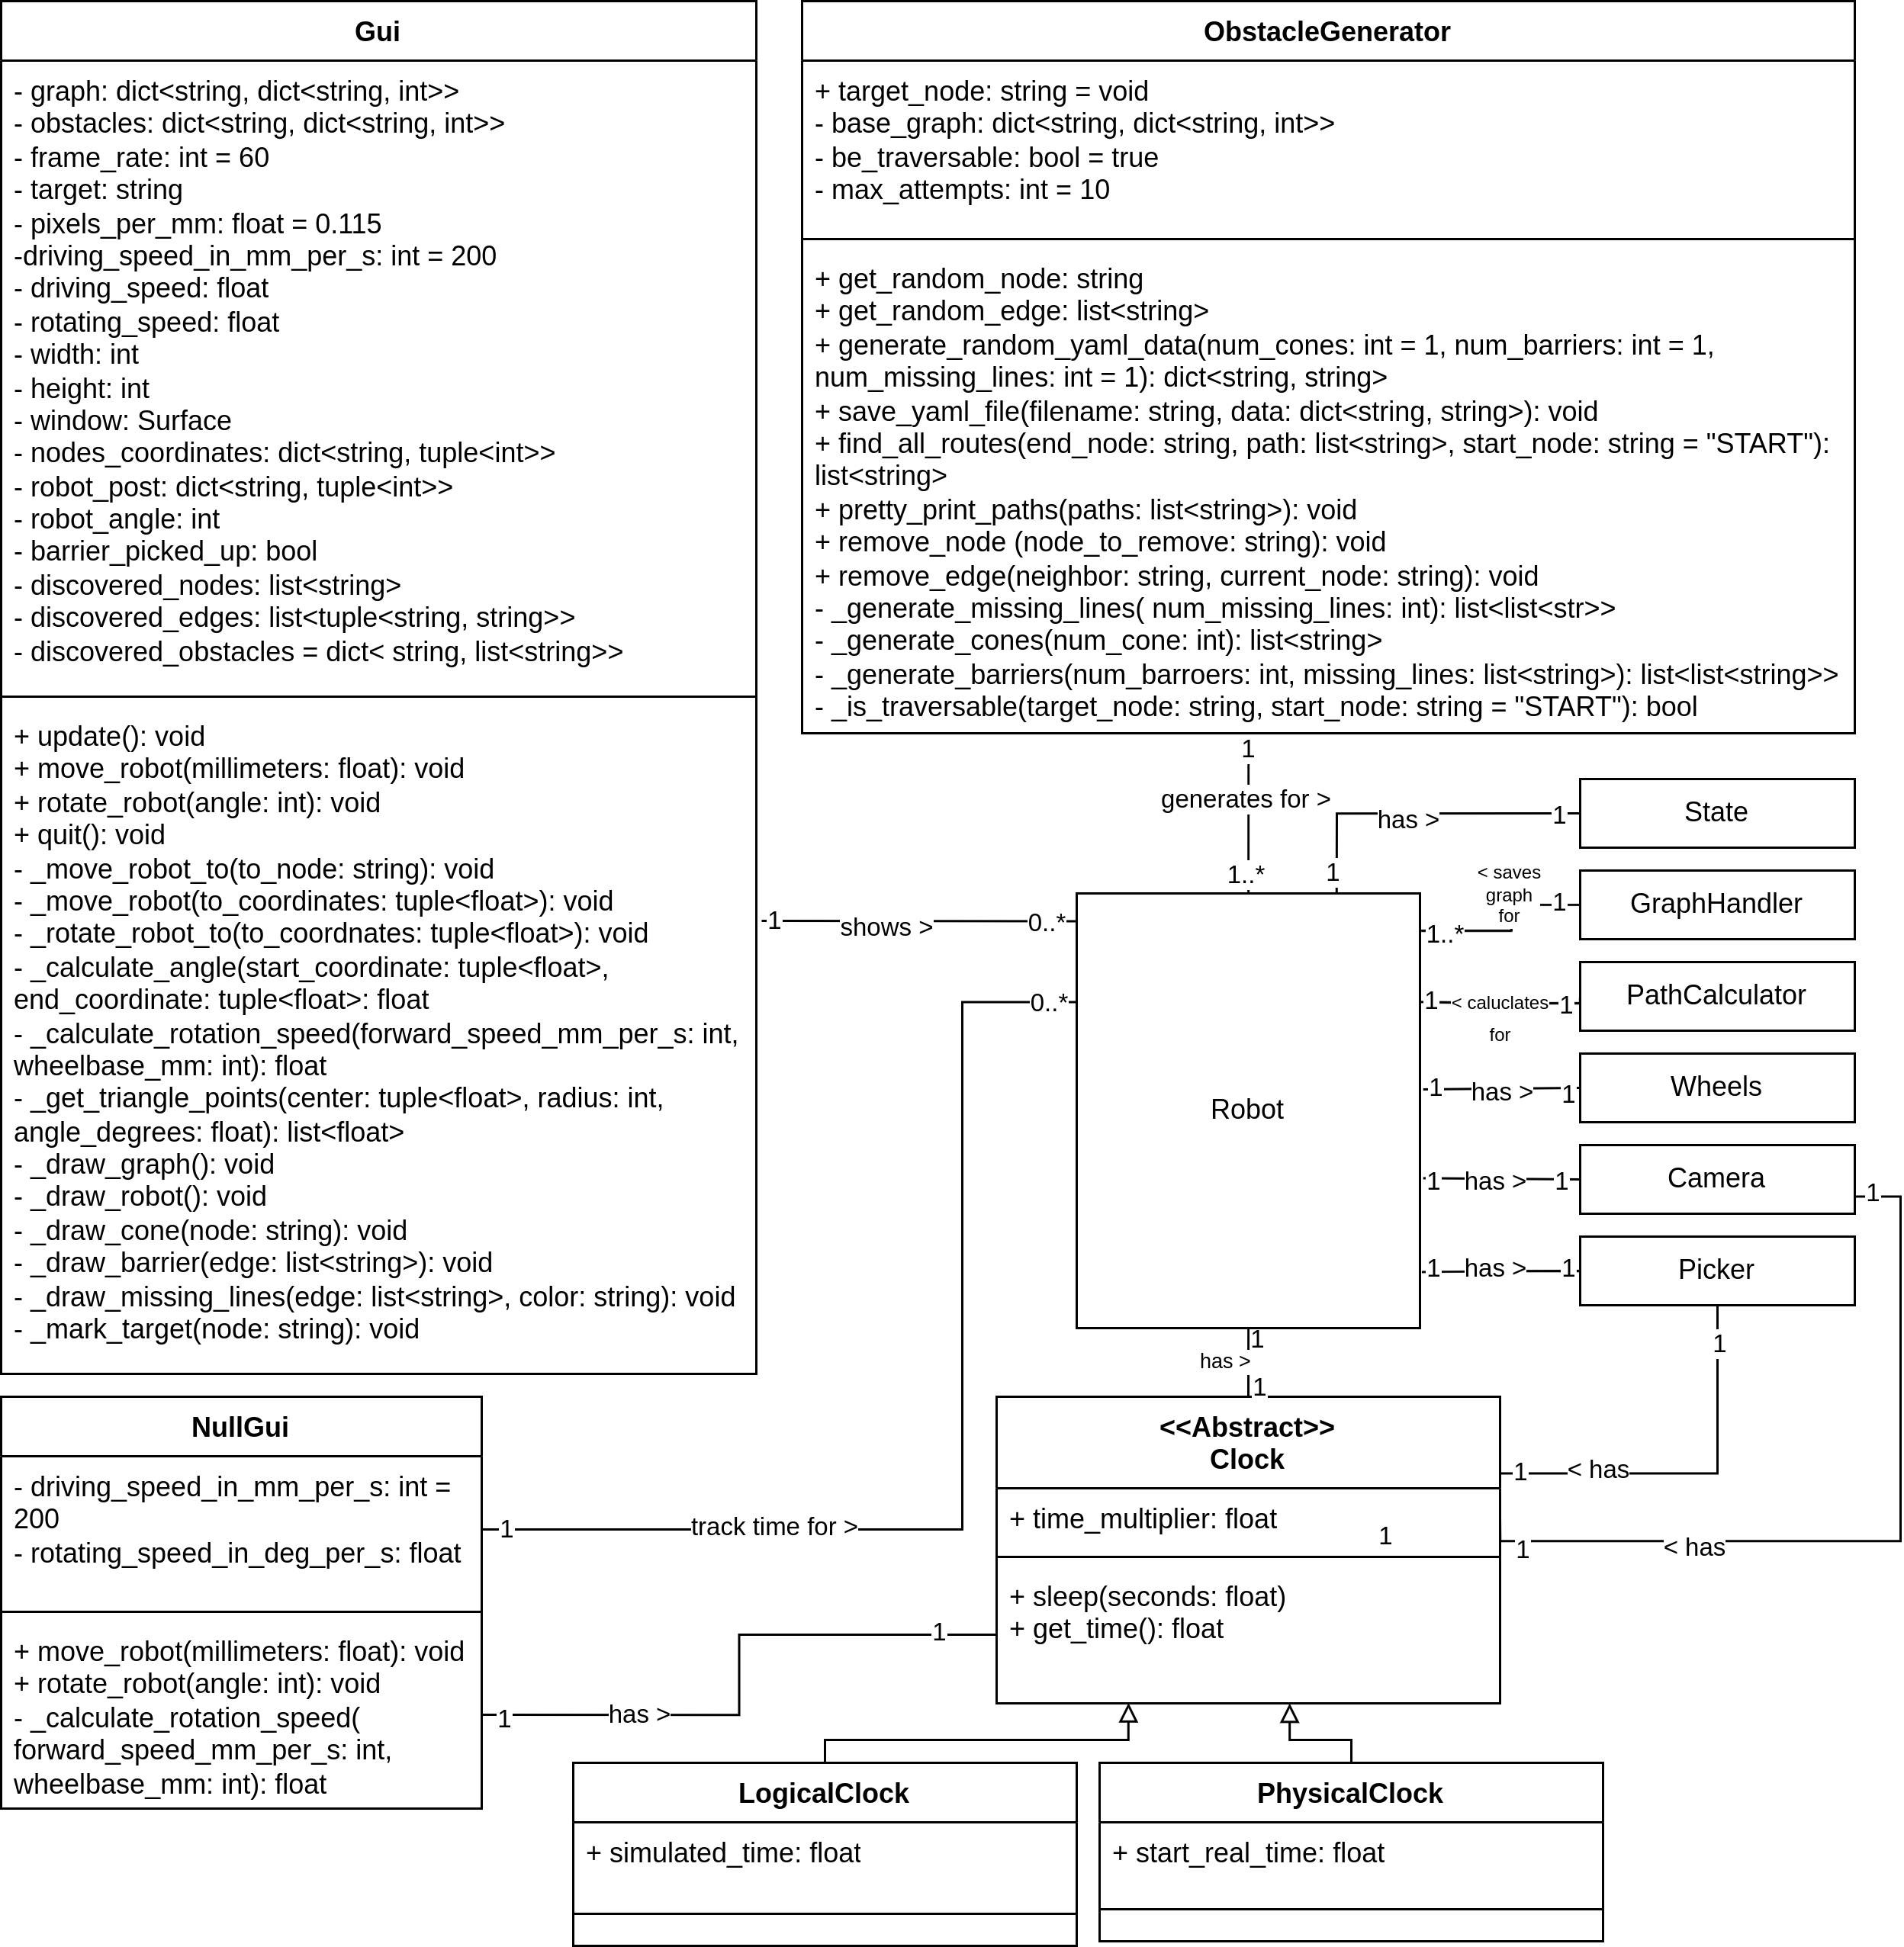 Gui
- graph: dict<string, dict<string, int>>
- obstacles: dict<string, dict<string, int>>
- frame_rate: int = 60
- target: string
- pixels_per_mm: float = 0.115
-driving_speed_in_mm_per_s: int = 200
- driving_speed: float
- rotating_speed: float
- width: int
- height: int
- window: Surface
- nodes_coordinates: dict<string, tuple<int>>
- robot_post: dict<string, tuple<int>>
- robot_angle: int
- barrier_picked_up: bool
- discovered_nodes: list<string>
- discovered_edges: list<tuple<string, string>>
- discovered_obstacles = dict< string, list<string>>
+ update(): void
+ move_robot(millimeters: float): void
+ rotate_robot(angle: int): void
+ quit(): void
- _move_robot_to(to_node: string): void
- _move_robot(to_coordinates: tuple<float>): void
- _rotate_robot_to(to_coordnates: tuple<float>): void
- _calculate_angle(start_coordinate: tuple<float>,
end_coordinate: tuple<float>: float
- _calculate_rotation_speed(forward_speed_mm_per_s: int,
wheelbase_mm: int): float
- _get_triangle_points(center: tuple<float>, radius: int,
angle_degrees: float): list<float>
- _draw_graph(): void
- _draw_robot(): void
- _draw_cone(node: string): void
- _draw_barrier(edge: list<string>): void
- _draw_missing_lines(edge: list<string>, color: string): void
- _mark_target(node: string): void
ObstacleGenerator
+ target_node: string = void
- base_graph: dict<string, dict<string, int>>
- be_traversable: bool = true
- max_attempts: int = 10
+ get_random_node: string
+ get_random_edge: list<string>
+ generate_random_yaml_data(num_cones: int = 1, num_barriers: int = 1,
num_missing_lines: int = 1): dict<string, string>
+ save_yaml_file(filename: string, data: dict<string, string>): void
+ find_all_routes(end_node: string, path: list<string>, start_node: string = "START"):
list<string>
+ pretty_print_paths(paths: list<string>): void
+ remove_node (node_to_remove: string): void
+ remove_edge(neighbor: string, current_node: string): void
- _generate_missing_lines( num_missing_lines: int): list<list<str>>
- _generate_cones(num_cone: int): list<string>
- _generate_barriers(num_barroers: int, missing_lines: list<string>): list<list<string>>
- _is_traversable(target_node: string, start_node: string = "START"): bool
1
generates for >
1..*
1
has >
1
State
1..*
< saves
graph
for
1
GraphHandler
1
shows >
0..*
0..*
Robot
1
< caluclates
for
1
PathCalculator
1
has >
1
Wheels
1
has >
1
Camera
1
1
has >
1
Picker
1
1
has >
1
NullGui
- driving_speed_in_mm_per_s: int =
200
- rotating_speed_in_deg_per_s: float
+ move_robot(millimeters: float): void
+ rotate_robot(angle: int): void
- _calculate_rotation_speed(
forward_speed_mm_per_s: int,
wheelbase_mm: int): float
1
track time for >
1
has >
1
<<Abstract>>
Clock
+ time_multiplier: float
1
+ sleep(seconds: float)
+ get_time(): float
1
< has
1
< has
LogicalClock
+ simulated_time: float
PhysicalClock
+ start_real_time: float